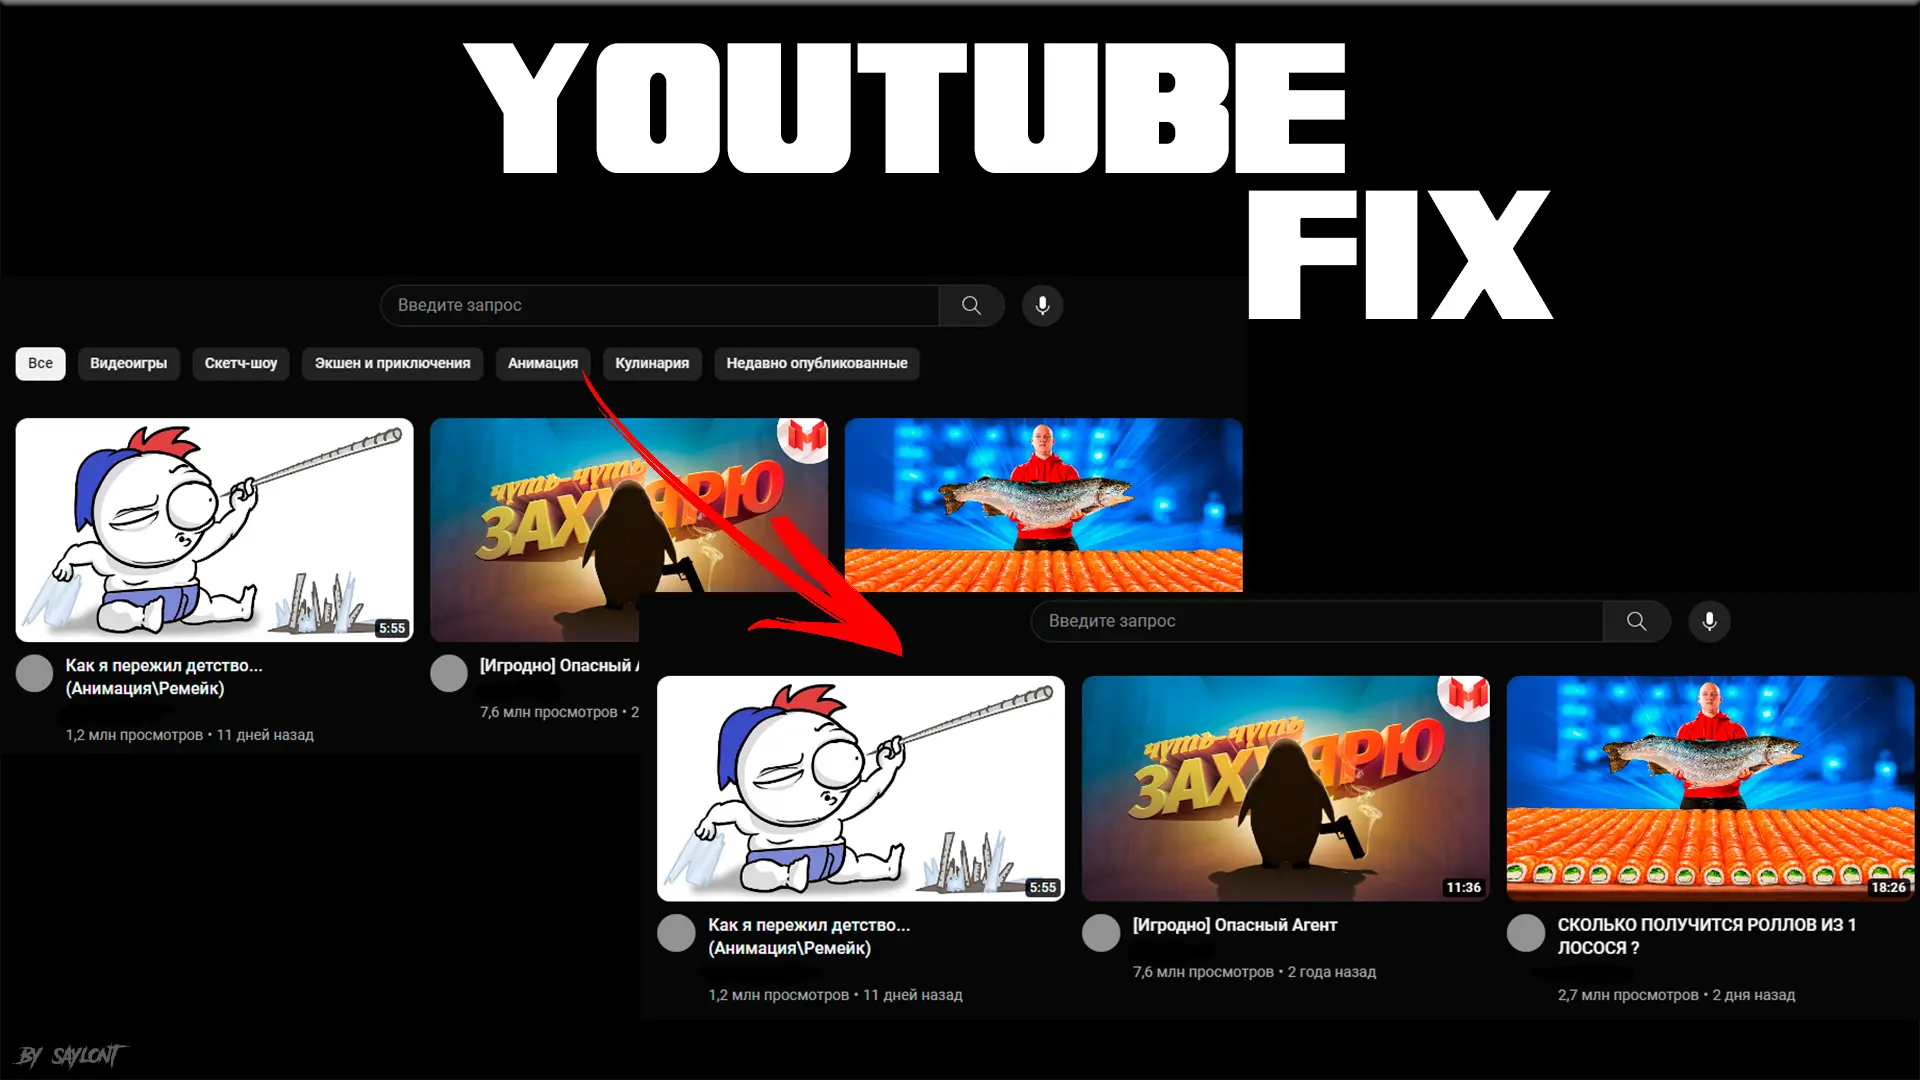 YOUTUBE
FIX
Введите запрос
Все Видеоигры Скетч-шоу Экшен и приключения Анимация Кулинария Недавно опубликованные
чуть-чуть
5:55
Как я пережил детство...
(Анимация\Ремейк)
1,2 млн просмотров • 11 дней назад
[Игродно] Опасный
7,6 млн просмотров • 2
Введите запрос
5:55
Как я пережил детство...
(Анимация\Ремейк)
1,2 млн просмотров • 11 дней назад
чуть-чуть
11:36
[Игродно] Опасный Агент
7,6 млн просмотров • 2 года назад
18:26
СКОЛЬКО ПОЛУЧИТСЯ РОЛЛОВ ИЗ 1
ЛОСОСЯ ?
2,7 млн просмотров • 2 дня назад
BY SAYLONT